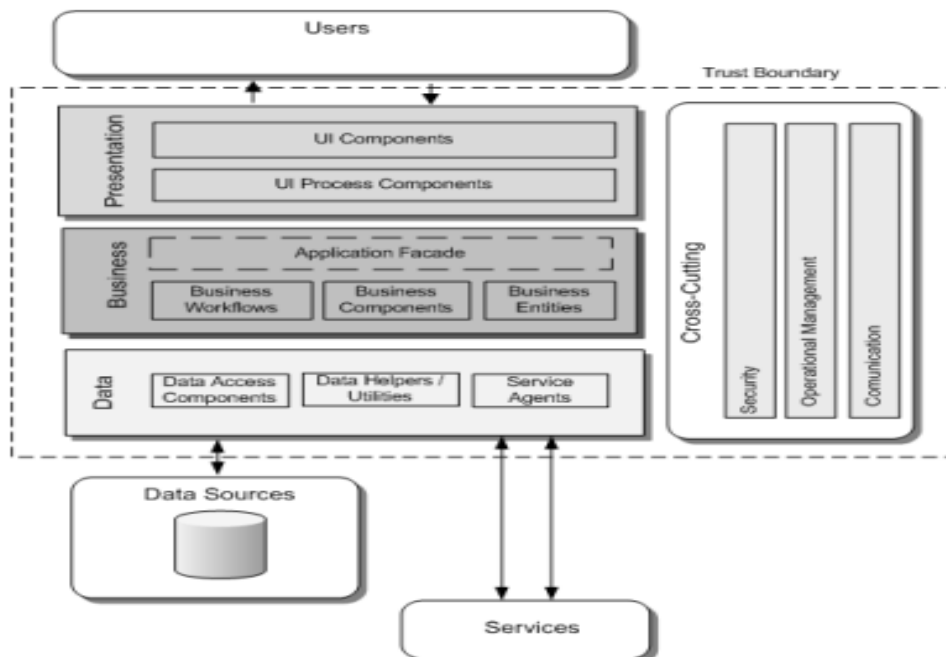 Users
Trust Boundary
Presentation
UI Components
UI Process Components
Business
Application Facade
Business
Workflows
Business
Components
Business
Entities
Data
Data Access
Components
Data Helpers /
Utilities
Service
Agents
Cross-Cutting
Security
Operational Management
Comunication
Data Sources
Services